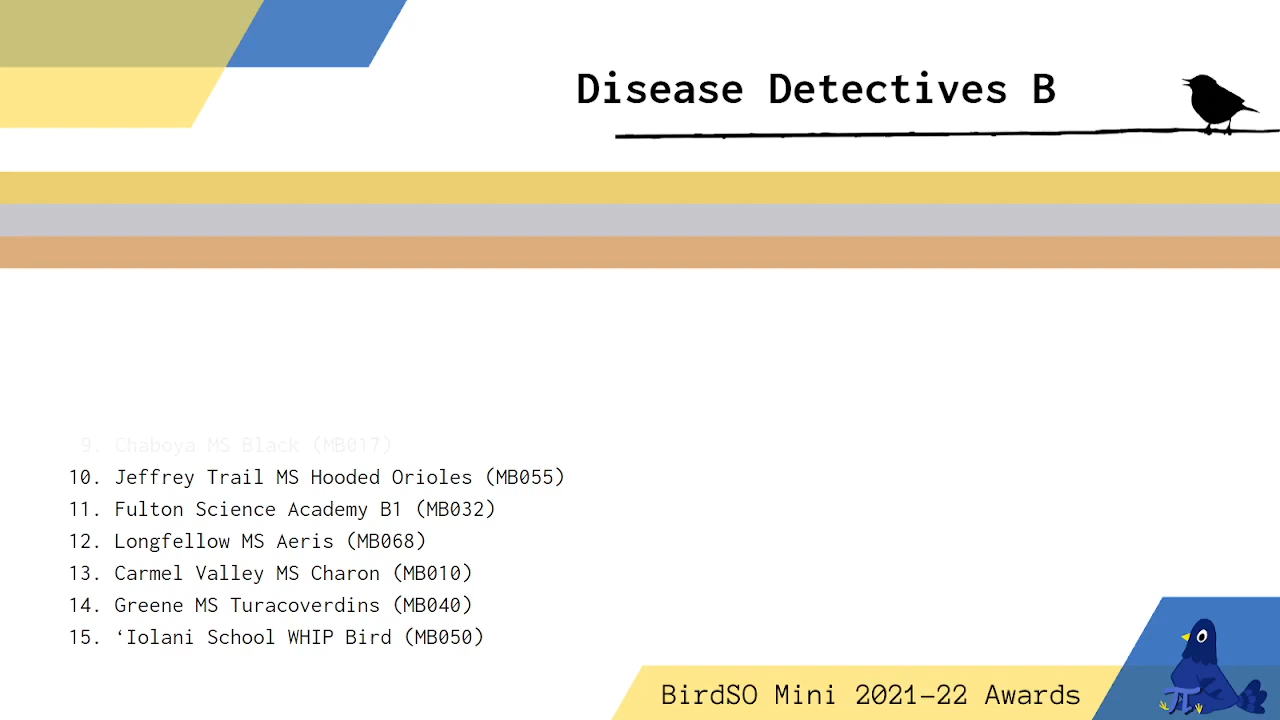 Disease Detectives B
9. Chaboya MS Black (MB017)
10. Jeffrey Trail MS Hooded Orioles (MB055)
11. Fulton Science Academy B1 (MB032)
12. Longfellow MS Aeris (MB068)
13. Carmel Valley MS Charon (MB010)
14. Greene MS Turacoverdins (MB040)
15. ‘Iolani School WHIP Bird (MB050)
BirdSO Mini 2021–22 Awards